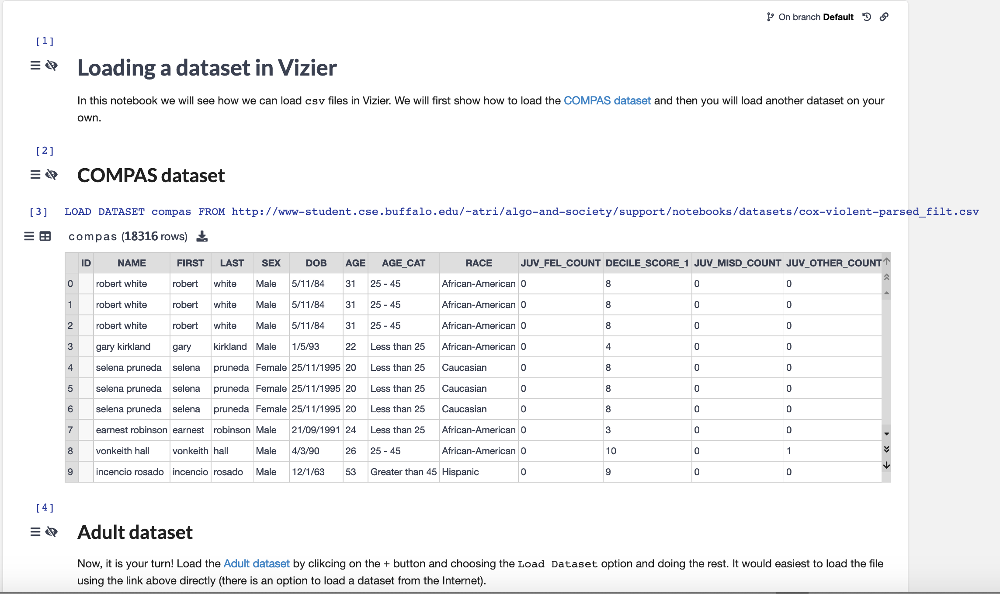 On branch Default
[1]
Loading a dataset in Vizier
In this notebook we will see how we can load csv files in Vizier. We will first show how to load the COMPAS dataset and then you will load another dataset on your
own.
[2]
COMPAS dataset
[3] LOAD DATASET compas FROM http://www-student.cse.buffalo.edu/~atri/algo-and-society/support/notebooks/datasets/cox-violent-parsed_filt.csv
compas (18316 rows)
ID NAME FIRST LAST SEX DOB AGE AGE_CAT RACE JUV_FEL_COUNT DECILE_SCORE_1 JUV_MISD_COUNT JUV_OTHER_COUNT
0 robert white robert white Male 5/11/84 31 25 - 45 African-American 0 8 0 0
1 robert white robert white Male 5/11/84 31 25 - 45 African-American 0 8 0 0
2 robert white robert white Male 5/11/84 31 25 - 45 African-American 0 8 0 0
3 gary kirkland gary kirkland Male 1/5/93 22 Less than 25 African-American 0 4 0 0
4 selena pruneda selena pruneda Female 25/11/1995 20 Less than 25 Caucasian 0 8 0 0
5 selena pruneda selena pruneda Female 25/11/1995 20 Less than 25 Caucasian 0 8 0 0
6 selena pruneda selena pruneda Female 25/11/1995 20 Less than 25 Caucasian 0 8 0 0
7 earnest robinson earnest robinson Male 21/09/1991 24 Less than 25 African-American 0 3 0 0
8 vonkeith hall vonkeith hall Male 4/3/90 26 25 - 45 African-American 0 10 0 1
9 incencio rosado incencio rosado Male 12/1/63 53 Greater than 45 Hispanic 0 9 0 0
[4]
Adult dataset
Now, it is your turn! Load the Adult dataset by clikcing on the + button and choosing the Load Dataset option and doing the rest. It would easiest to load the file
using the link above directly (there is an option to load a dataset from the Internet).